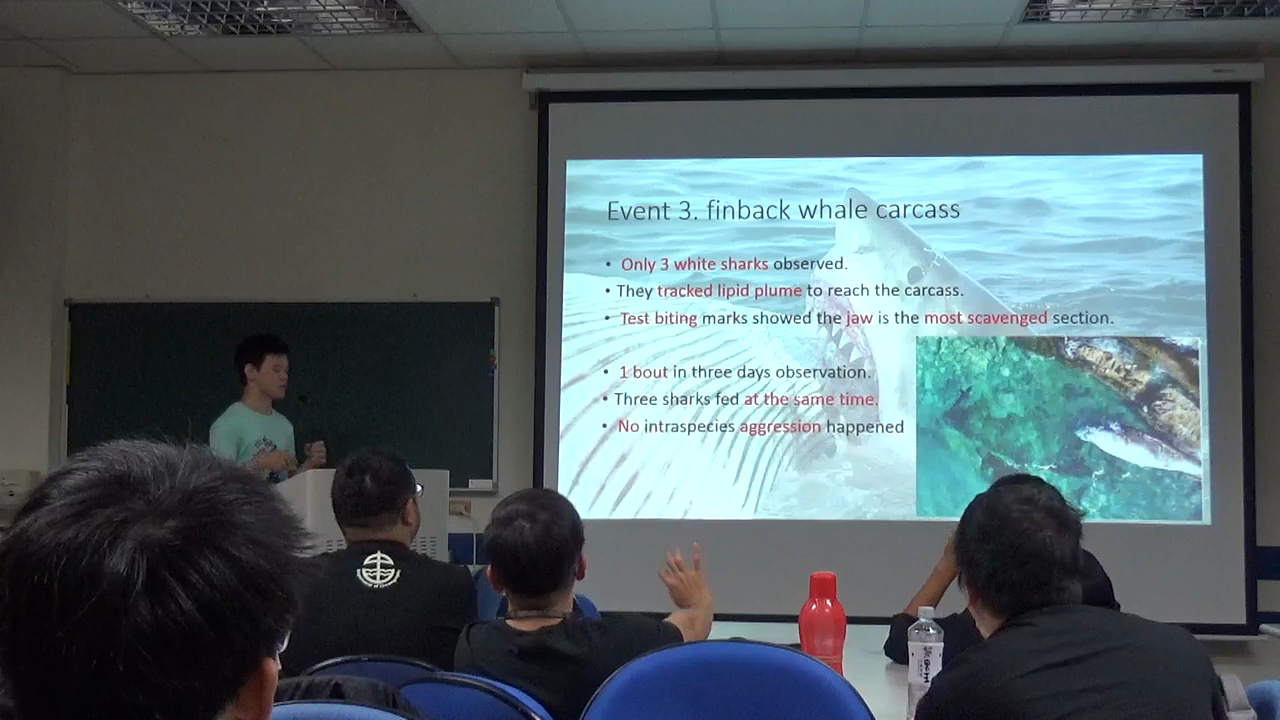 Event 3. finback whale carcass
• Only 3 white sharks observed.
• They tracked lipid plume to reach the carcass.
• Test biting marks showed the jaw is the most scavenged section.
• 1 bout in three days observation.
• Three sharks fed at the same time.
• No intraspecies aggression happened